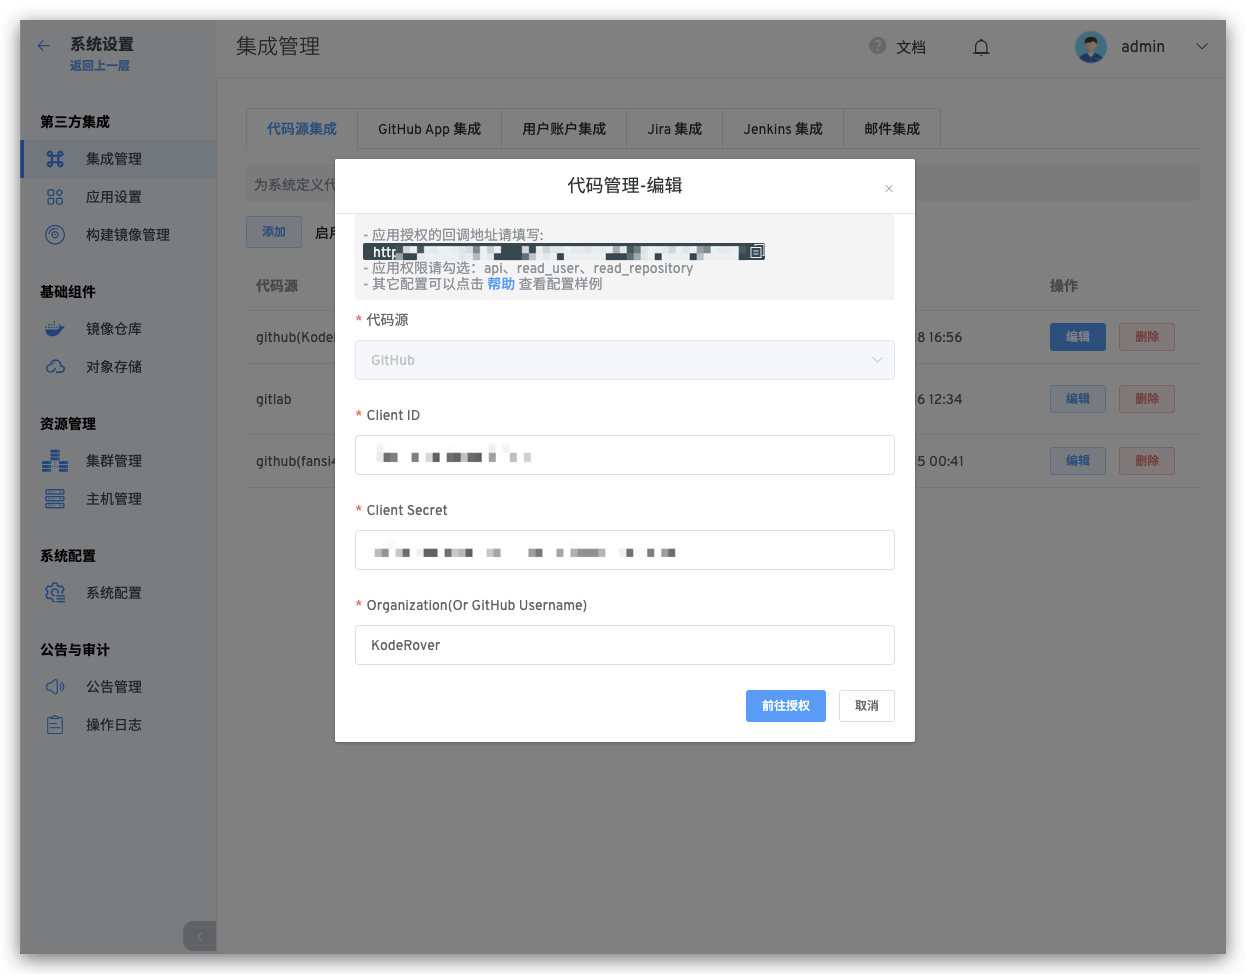 系统设置
返回上一层
集成管理
文档
admin
第三方集成
集成管理
应用设置
构建镜像管理
基础组件
镜像仓库
对象存储
资源管理
集群管理
主机管理
系统配置
系统配置
公告与审计
公告管理
操作日志
代码源集成
GitHub App 集成
用户账户集成
Jira 集成
Jenkins 集成
邮件集成
为系统定义代
添加
启用
代码源
操作
github(Kode
8 16:56
编辑
删除
gitlab
6 12:34
编辑
删除
github(fansi4
5 00:41
编辑
删除
代码管理-编辑
- 应用授权的回调地址请填写:
http
- 应用权限请勾选：api、read_user、read_repository
- 其它配置可以点击 帮助 查看配置样例
* 代码源
GitHub
* Client ID
* Client Secret
* Organization(Or GitHub Username)
KodeRover
前往授权
取消